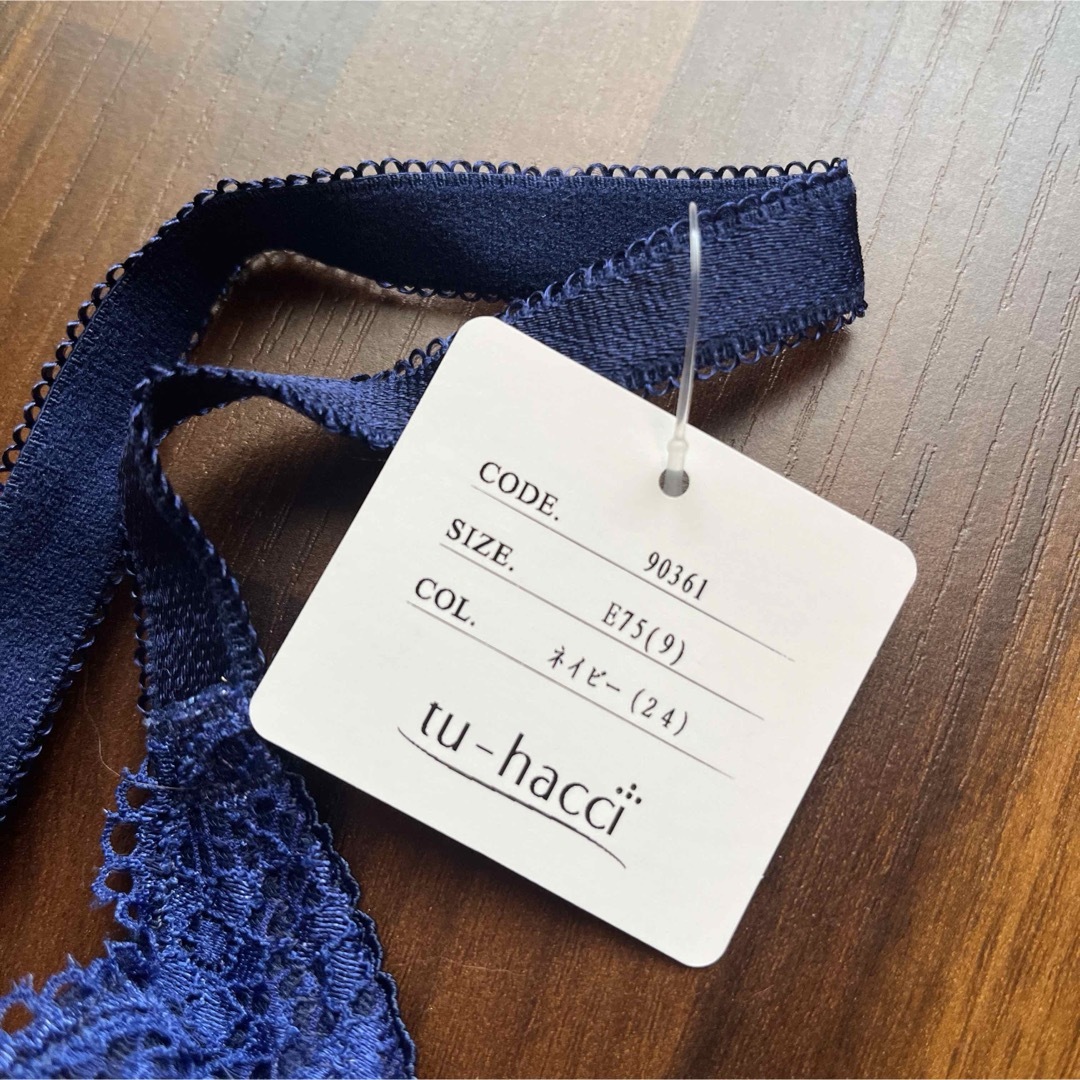 CODE. 90361
SIZE. E75(9)
COL. ネイビー(24)
tu-hacci